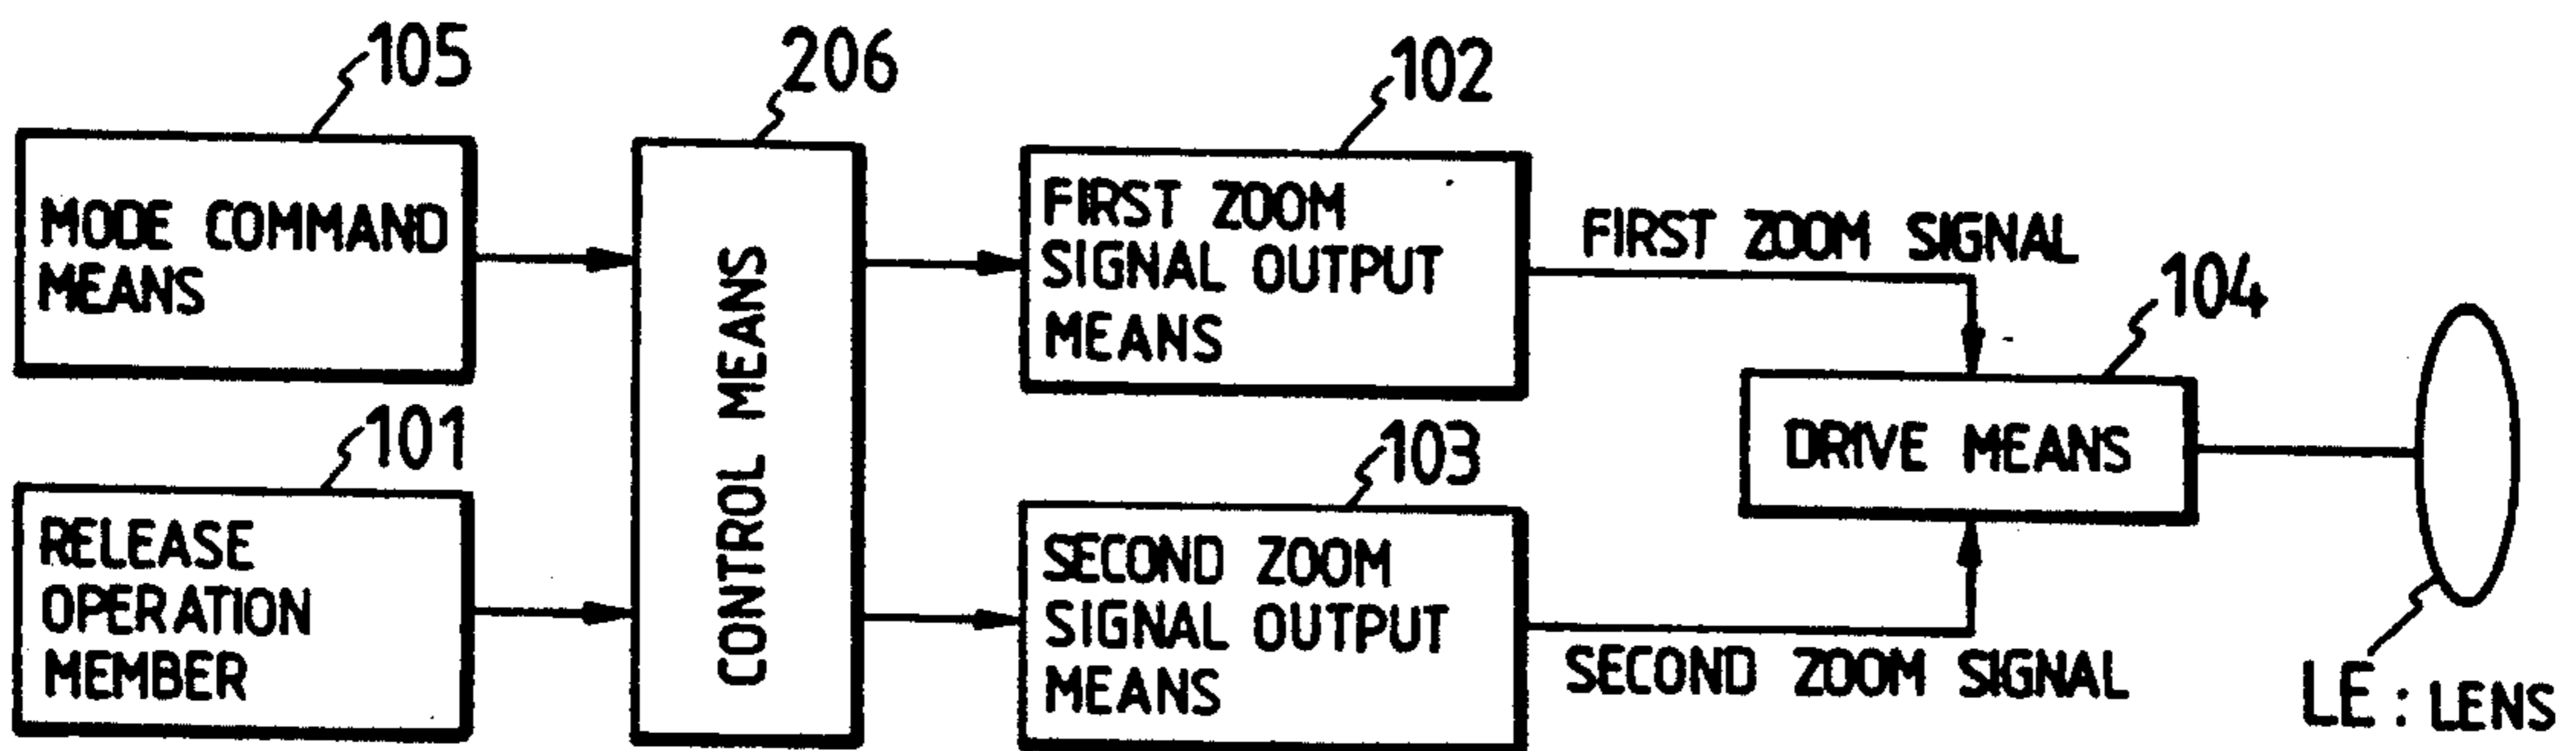 105
MODE COMMAND
MEANS
101
RELEASE
OPERATION
MEMBER
206
CONTROL MEANS
102
FIRST ZOOM
SIGNAL OUTPUT
MEANS
103
SECOND ZOOM
SIGNAL OUTPUT
MEANS
FIRST ZOOM SIGNAL
SECOND ZOOM SIGNAL
104
DRIVE MEANS
LE : LENS